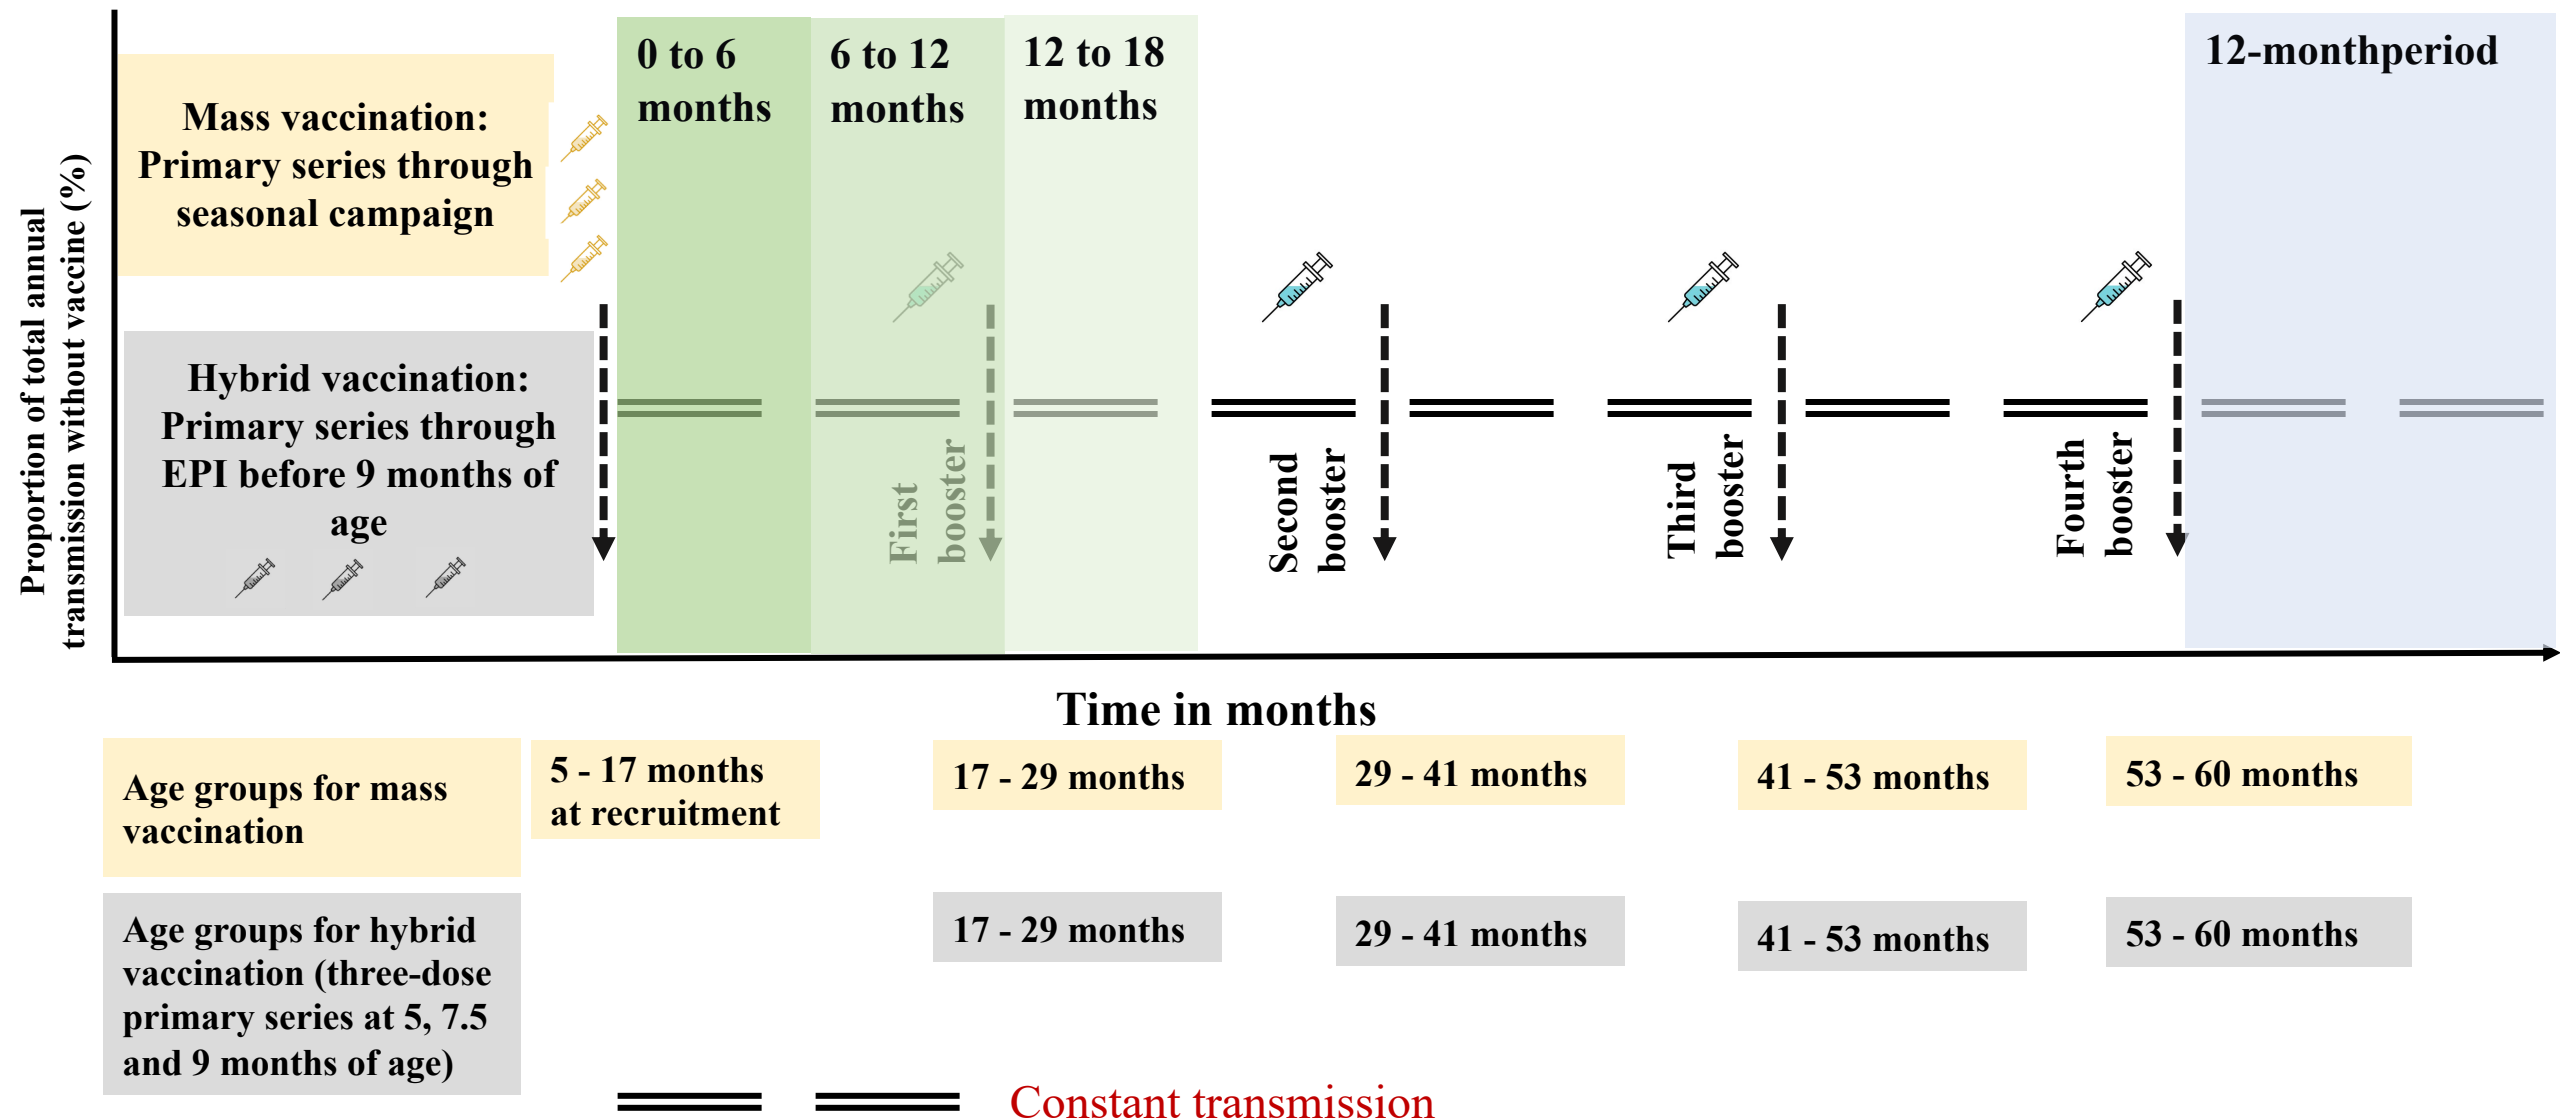 Proportion of total annual
transmission without vaccine (%)
Mass vaccination:
Primary series through
seasonal campaign
Hybrid vaccination:
Primary series through
EPI before 9 months of
age
0 to 6
months
6 to 12
months
12 to 18
months
12-monthperiod
First
booster
Second
booster
Third
booster
Fourth
booster
Time in months
Age groups for mass
vaccination
5 - 17 months
at recruitment
17 - 29 months
29 - 41 months
41 - 53 months
53 - 60 months
Age groups for hybrid
vaccination (three-dose
primary series at 5, 7.5
and 9 months of age)
17 - 29 months
29 - 41 months
41 - 53 months
53 - 60 months
Constant transmission